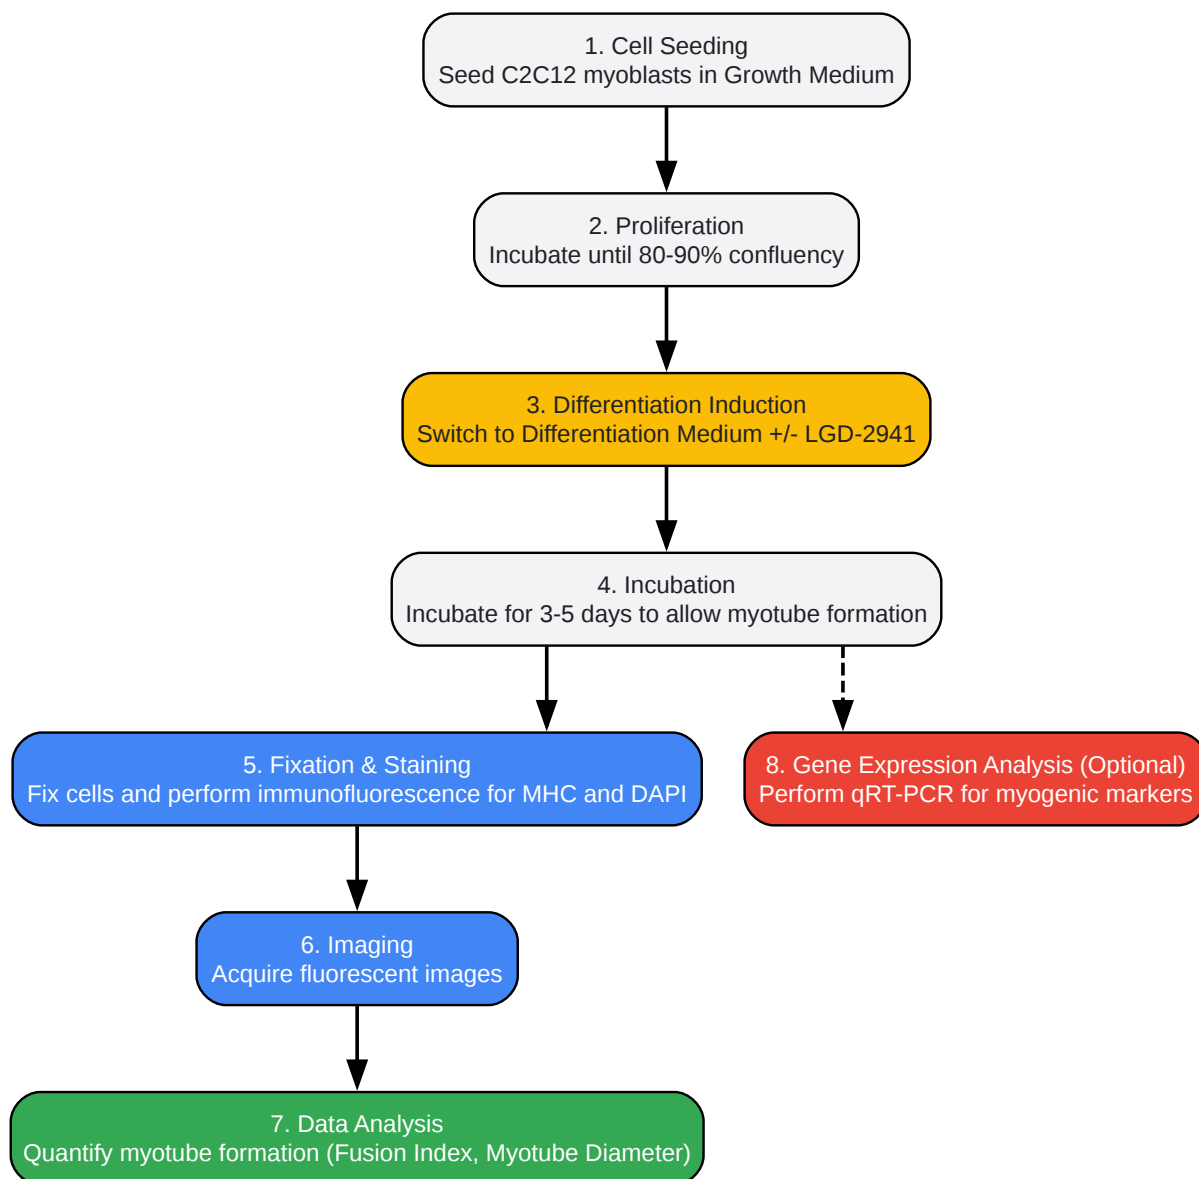 1. Cell Seeding
Seed C2C12 myoblasts in Growth Medium
2. Proliferation
Incubate until 80-90% confluency
3. Differentiation Induction
Switch to Differentiation Medium +/- LGD-2941
4. Incubation
Incubate for 3-5 days to allow myotube formation
5. Fixation & Staining
Fix cells and perform immunofluorescence for MHC and DAPI
8. Gene Expression Analysis (Optional)
Perform qRT-PCR for myogenic markers
6. Imaging
Acquire fluorescent images
7. Data Analysis
Quantify myotube formation (Fusion Index, Myotube Diameter)